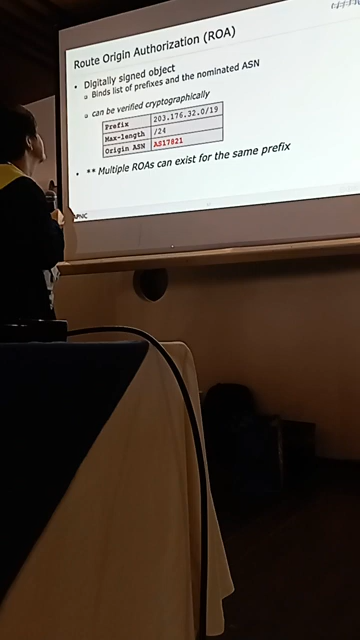 Route Origin Authorization (ROA)
• Digitally signed object
Binds list of prefixes and the nominated ASN
can be verified cryptographically
Prefix 203.176.32.0/19
Max-length /24
Origin ASN AS17821
• ** Multiple ROAs can exist for the same prefix